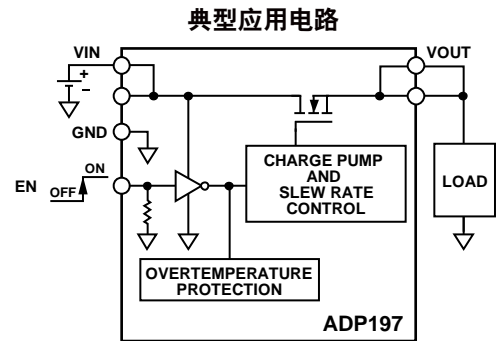 典型应用电路
VIN
VOUT
+
–
GND
EN
ON
OFF
CHARGE PUMP
AND
SLEW RATE
CONTROL
LOAD
OVERTEMPERATURE
PROTECTION
ADP197